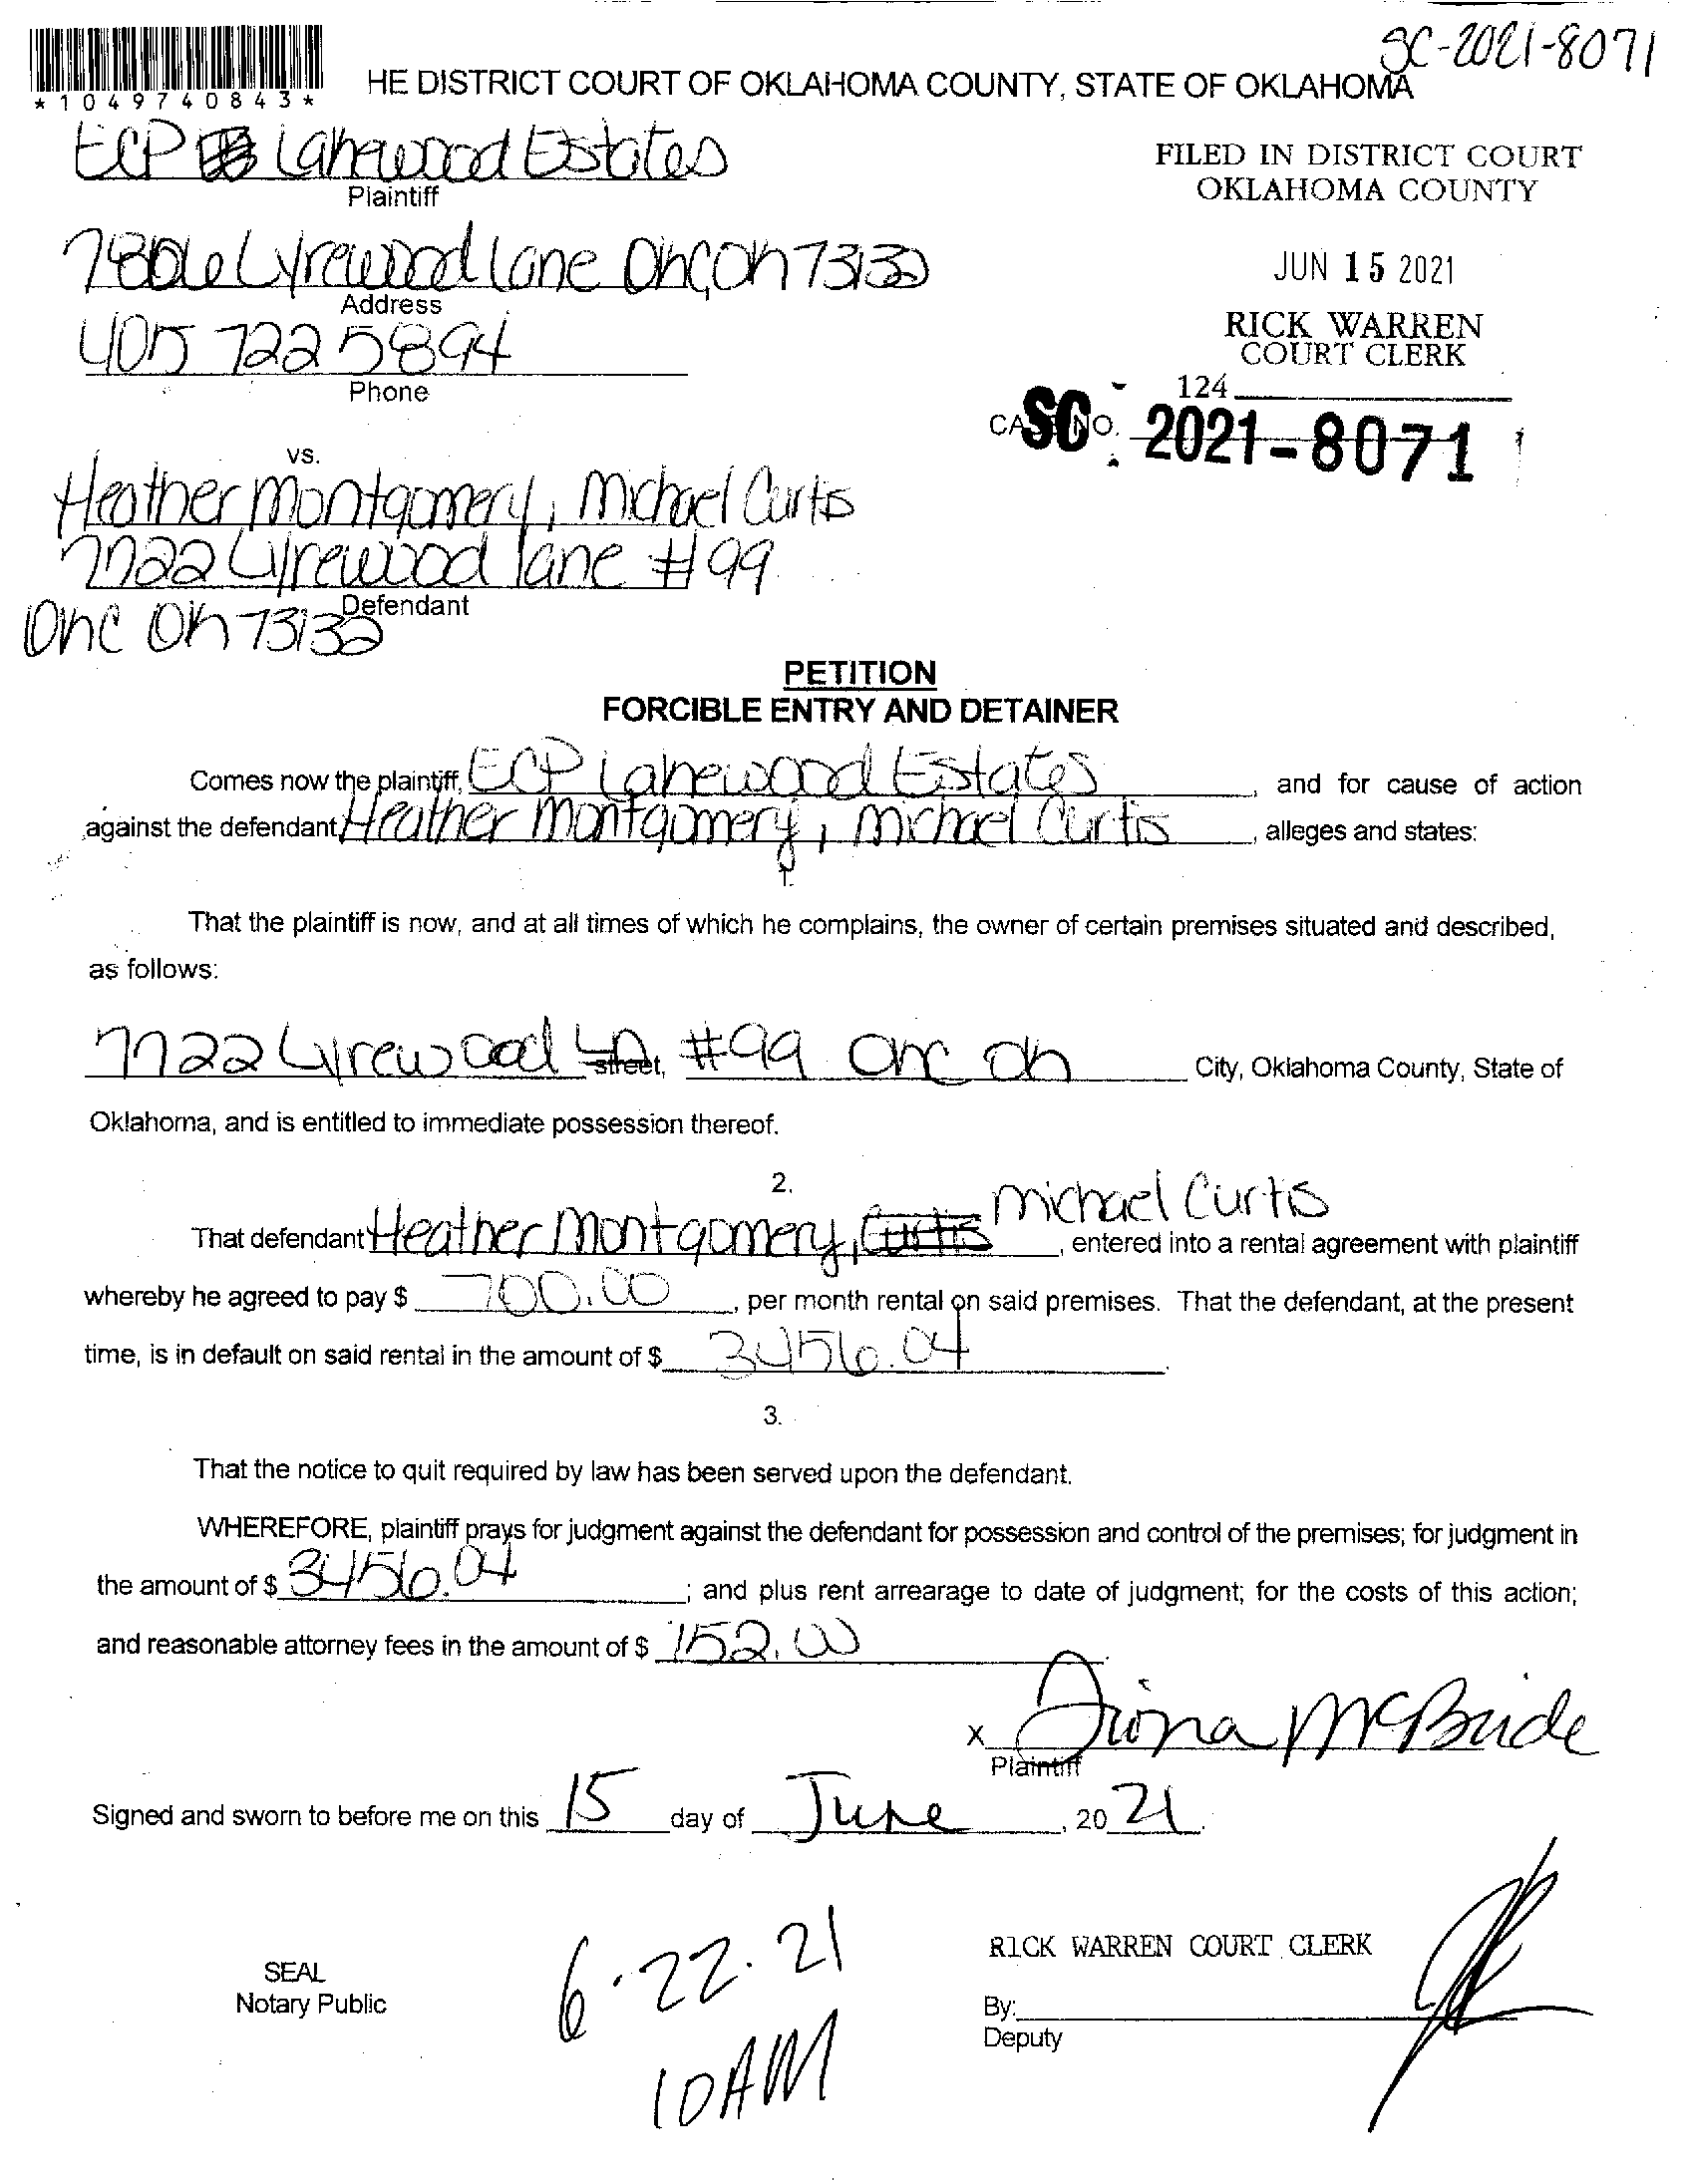 SC-2021-8071
*1049740843*
HE DISTRICT COURT OF OKLAHOMA COUNTY, STATE OF OKLAHOMA
ECP Lakewood Estates
Plaintiff
FILED IN DISTRICT COURT
OKLAHOMA COUNTY
Lyrewood Lane OKC, OK 73132
Address
JUN 15 2021
405 722 5894
Phone
RICK WARREN
COURT CLERK
124
CASE NO. SC 2021-8071
vs.
Heather Montgomery, Michael Curtis
7722 Lyrewood lane #99
Defendant
OKC OK 73132
PETITION
FORCIBLE ENTRY AND DETAINER
Comes now the plaintiff, ECP Lakewood Estates, and for cause of action
against the defendant, Heather Montgomery, Michael Curtis, alleges and states:
1.
That the plaintiff is now, and at all times of which he complains, the owner of certain premises situated and described,
as follows:
7722 Lyrewood Ln street, #99 OKC OK City, Oklahoma County, State of
Oklahoma, and is entitled to immediate possession thereof.
2.
That defendant Heather Montgomery, Curtis Michael Curtis, entered into a rental agreement with plaintiff
whereby he agreed to pay $ 700.00, per month rental on said premises. That the defendant, at the present
time, is in default on said rental in the amount of $ 3456.04.
3.
That the notice to quit required by law has been served upon the defendant.
WHEREFORE, plaintiff prays for judgment against the defendant for possession and control of the premises; for judgment in
the amount of $ 3456.04; and plus rent arrearage to date of judgment; for the costs of this action;
and reasonable attorney fees in the amount of $ 152.00.
X Fiona McBride
Plaintiff
Signed and sworn to before me on this 15 day of June, 20 21.
SEAL
Notary Public
6.22.21
10AM
RICK WARREN COURT CLERK
By:
Deputy